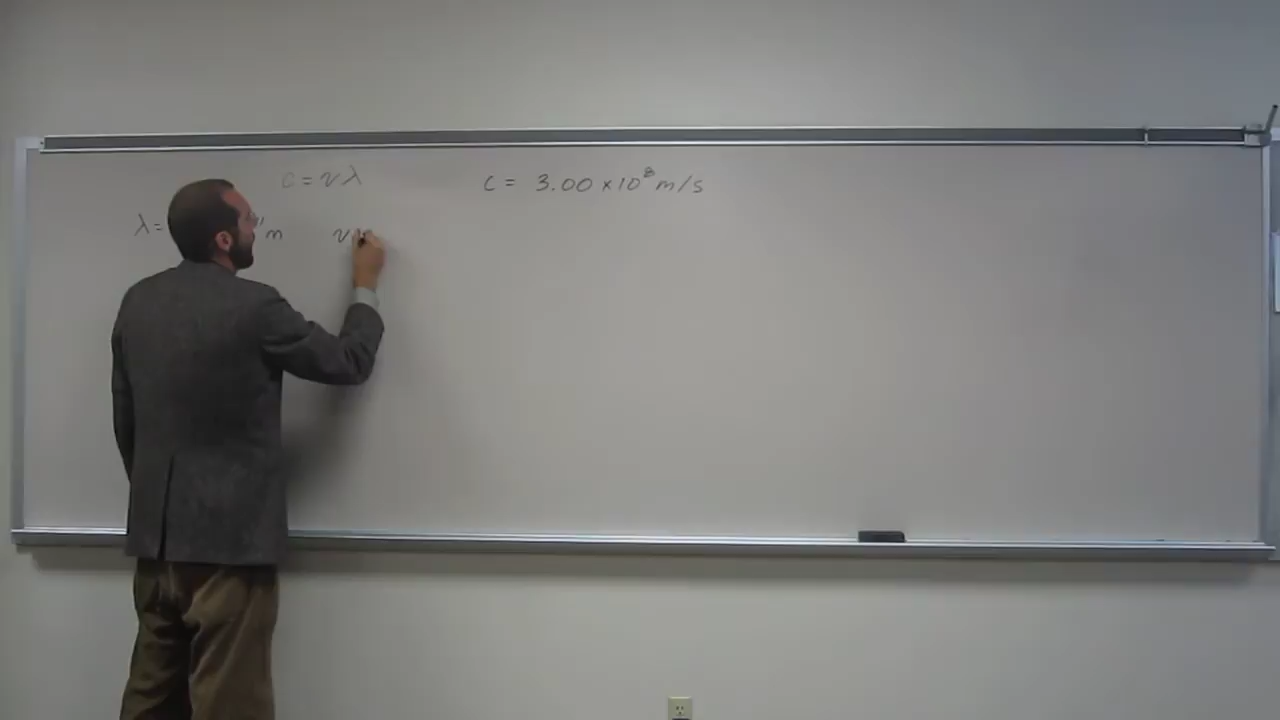 c = νλ
c = 3.00 × 10⁸ m/s
λ = m ν